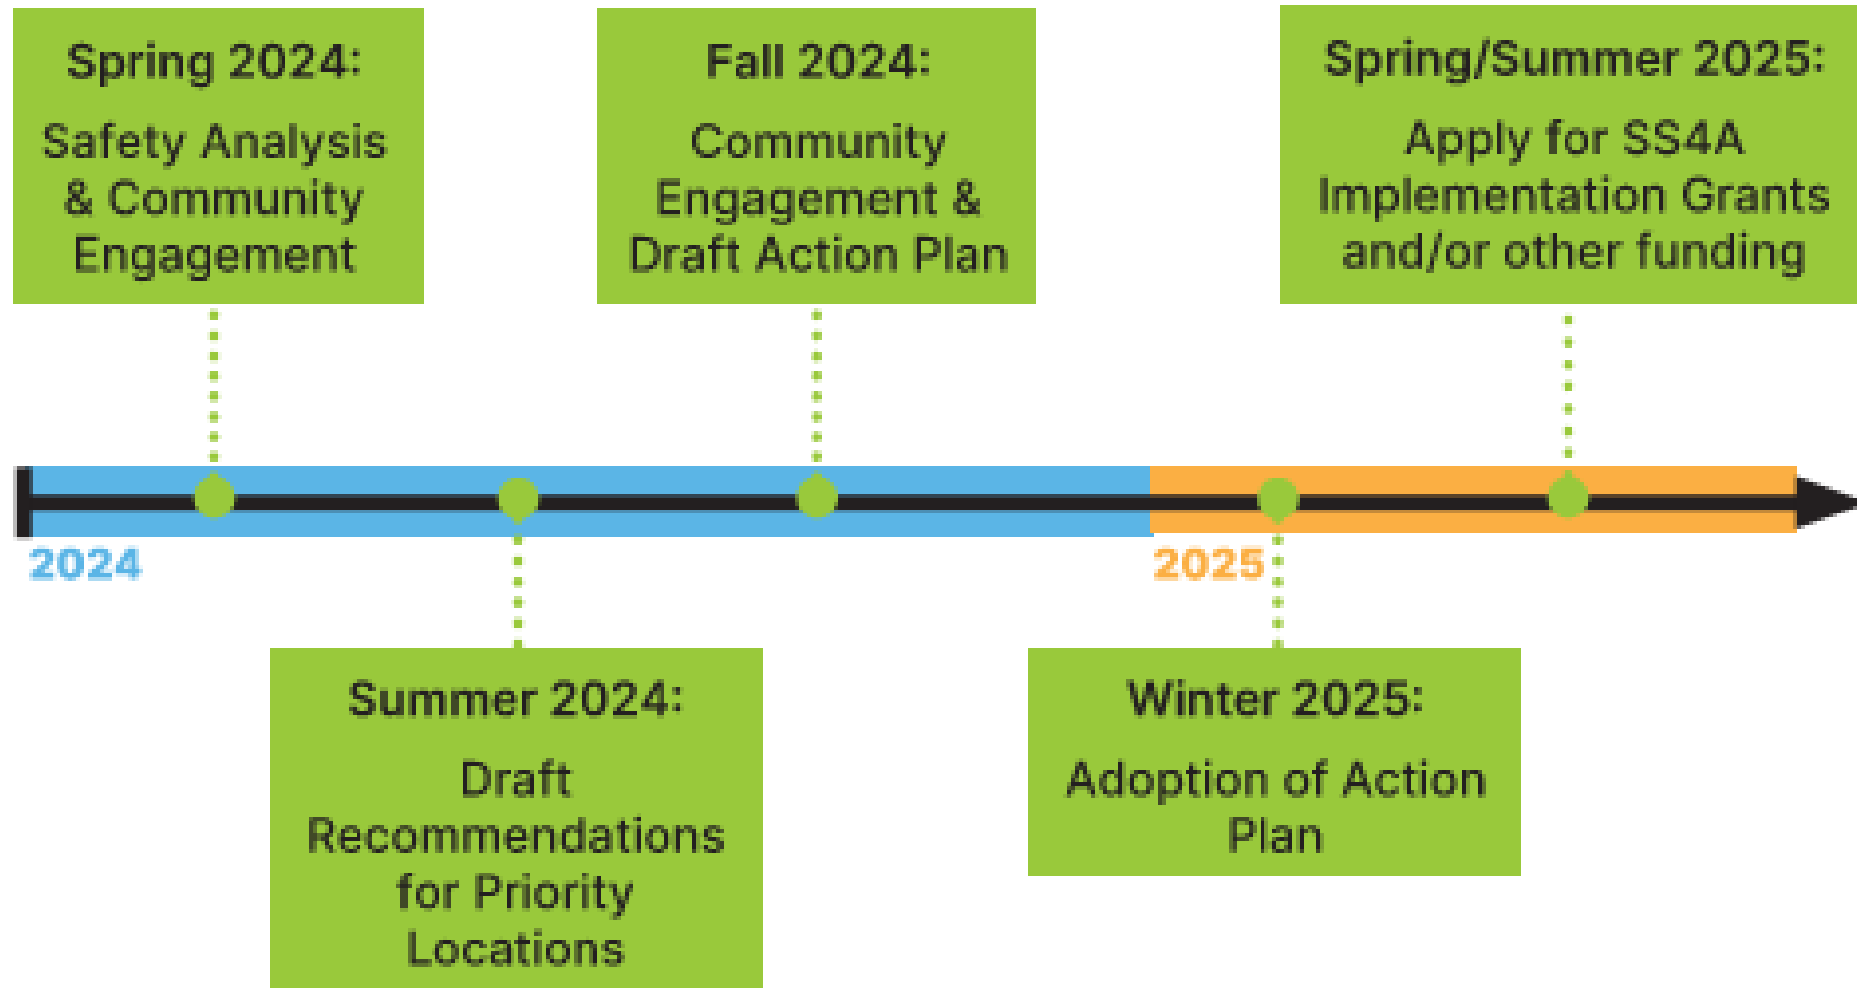 Spring 2024:
Safety Analysis
& Community
Engagement
Fall 2024:
Community
Engagement &
Draft Action Plan
Spring/Summer 2025:
Apply for SS4A
Implementation Grants
and/or other funding
2024
2025
Summer 2024:
Draft
Recommendations
for Priority
Locations
Winter 2025:
Adoption of Action
Plan